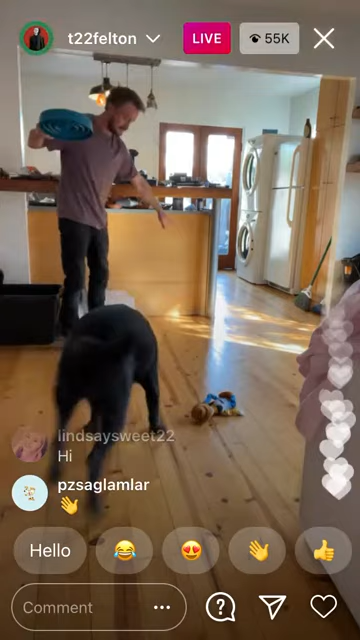 t22felton
LIVE
55K
lindsaysweet22
Hi
pzsaglamlar
👋
Hello 😂 😍 👋 👍
Comment